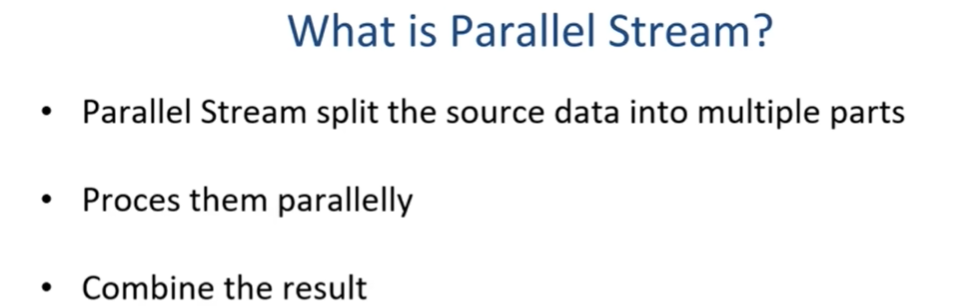 What is Parallel Stream?
• Parallel Stream split the source data into multiple parts
• Proces them parallelly
• Combine the result